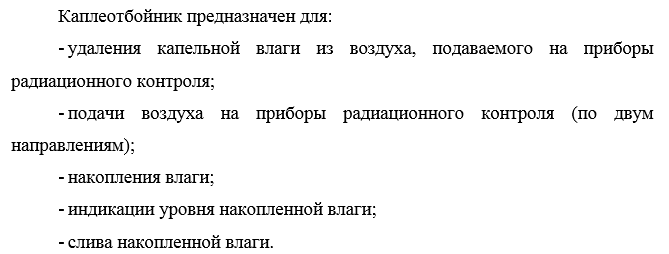 Каплеотбойник предназначен для:
- удаления капельной влаги из воздуха, подаваемого на приборы
радиационного контроля;
- подачи воздуха на приборы радиационного контроля (по двум
направлениям);
- накопления влаги;
- индикации уровня накопленной влаги;
- слива накопленной влаги.